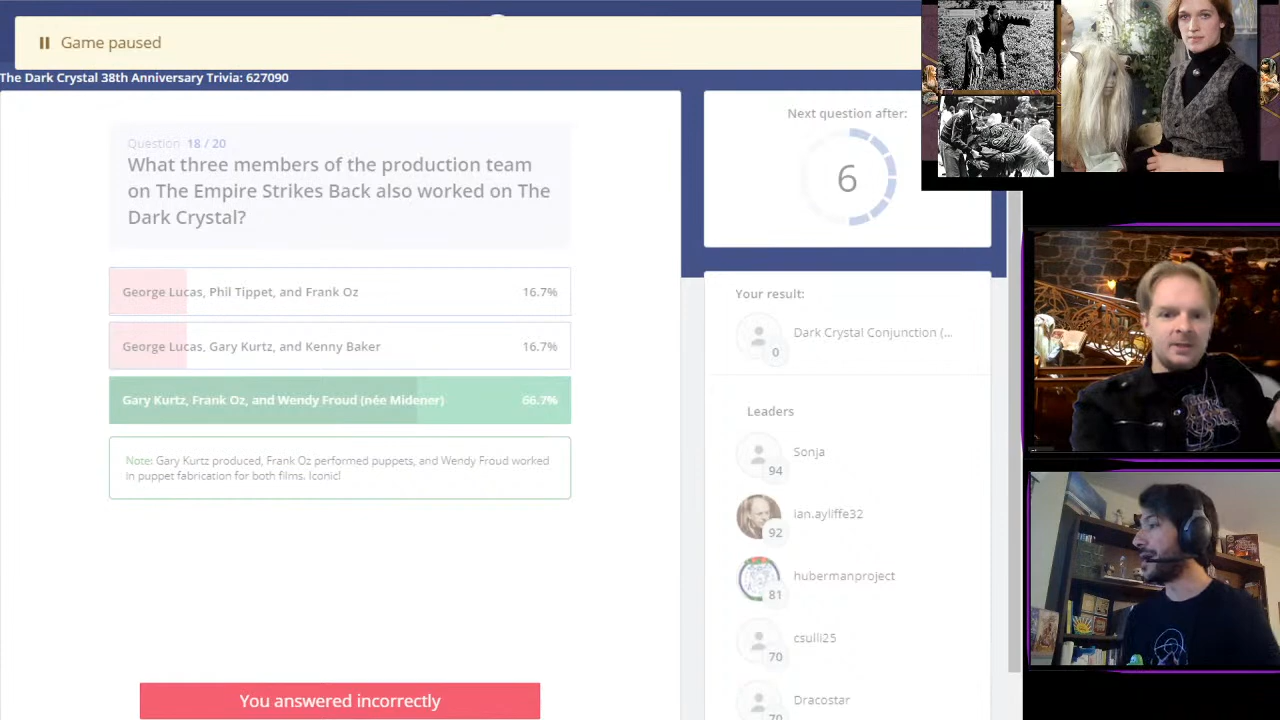 Game paused
The Dark Crystal 38th Anniversary Trivia: 627090
Question 18 / 20
What three members of the production team
on The Empire Strikes Back also worked on The
Dark Crystal?
George Lucas, Phil Tippet, and Frank Oz 16.7%
George Lucas, Gary Kurtz, and Kenny Baker 16.7%
Gary Kurtz, Frank Oz, and Wendy Froud (née Midener) 66.7%
Note: Gary Kurtz produced, Frank Oz performed puppets, and Wendy Froud worked
in puppet fabrication for both films. Iconic!
You answered incorrectly
Next question after:
6
Your result:
Dark Crystal Conjunction (...
0
Leaders
Sonja
94
ian.ayliffe32
92
hubermanproject
81
csulli25
70
Dracostar
70